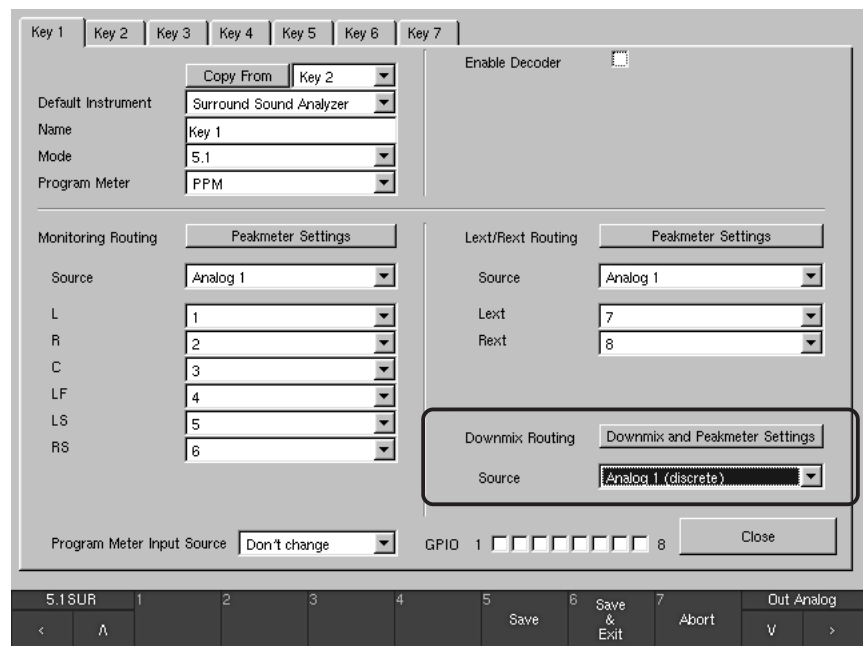 Key 1 Key 2 Key 3 Key 4 Key 5 Key 6 Key 7
Copy From Key 2
Default Instrument Surround Sound Analyzer
Name Key 1
Mode 5.1
Program Meter PPM
Enable Decoder
Monitoring Routing Peakmeter Settings
Source Analog 1
L 1
R 2
C 3
LF 4
LS 5
RS 6
Lext/Rext Routing Peakmeter Settings
Source Analog 1
Lext 7
Rext 8
Downmix Routing Downmix and Peakmeter Settings
Source Analog 1 (discrete)
Program Meter Input Source Don't change
GPIO 1 8
Close
5.1SUR 1 2 3 4 5 6 7 Out Analog
< Λ Save Save & Exit Abort V >